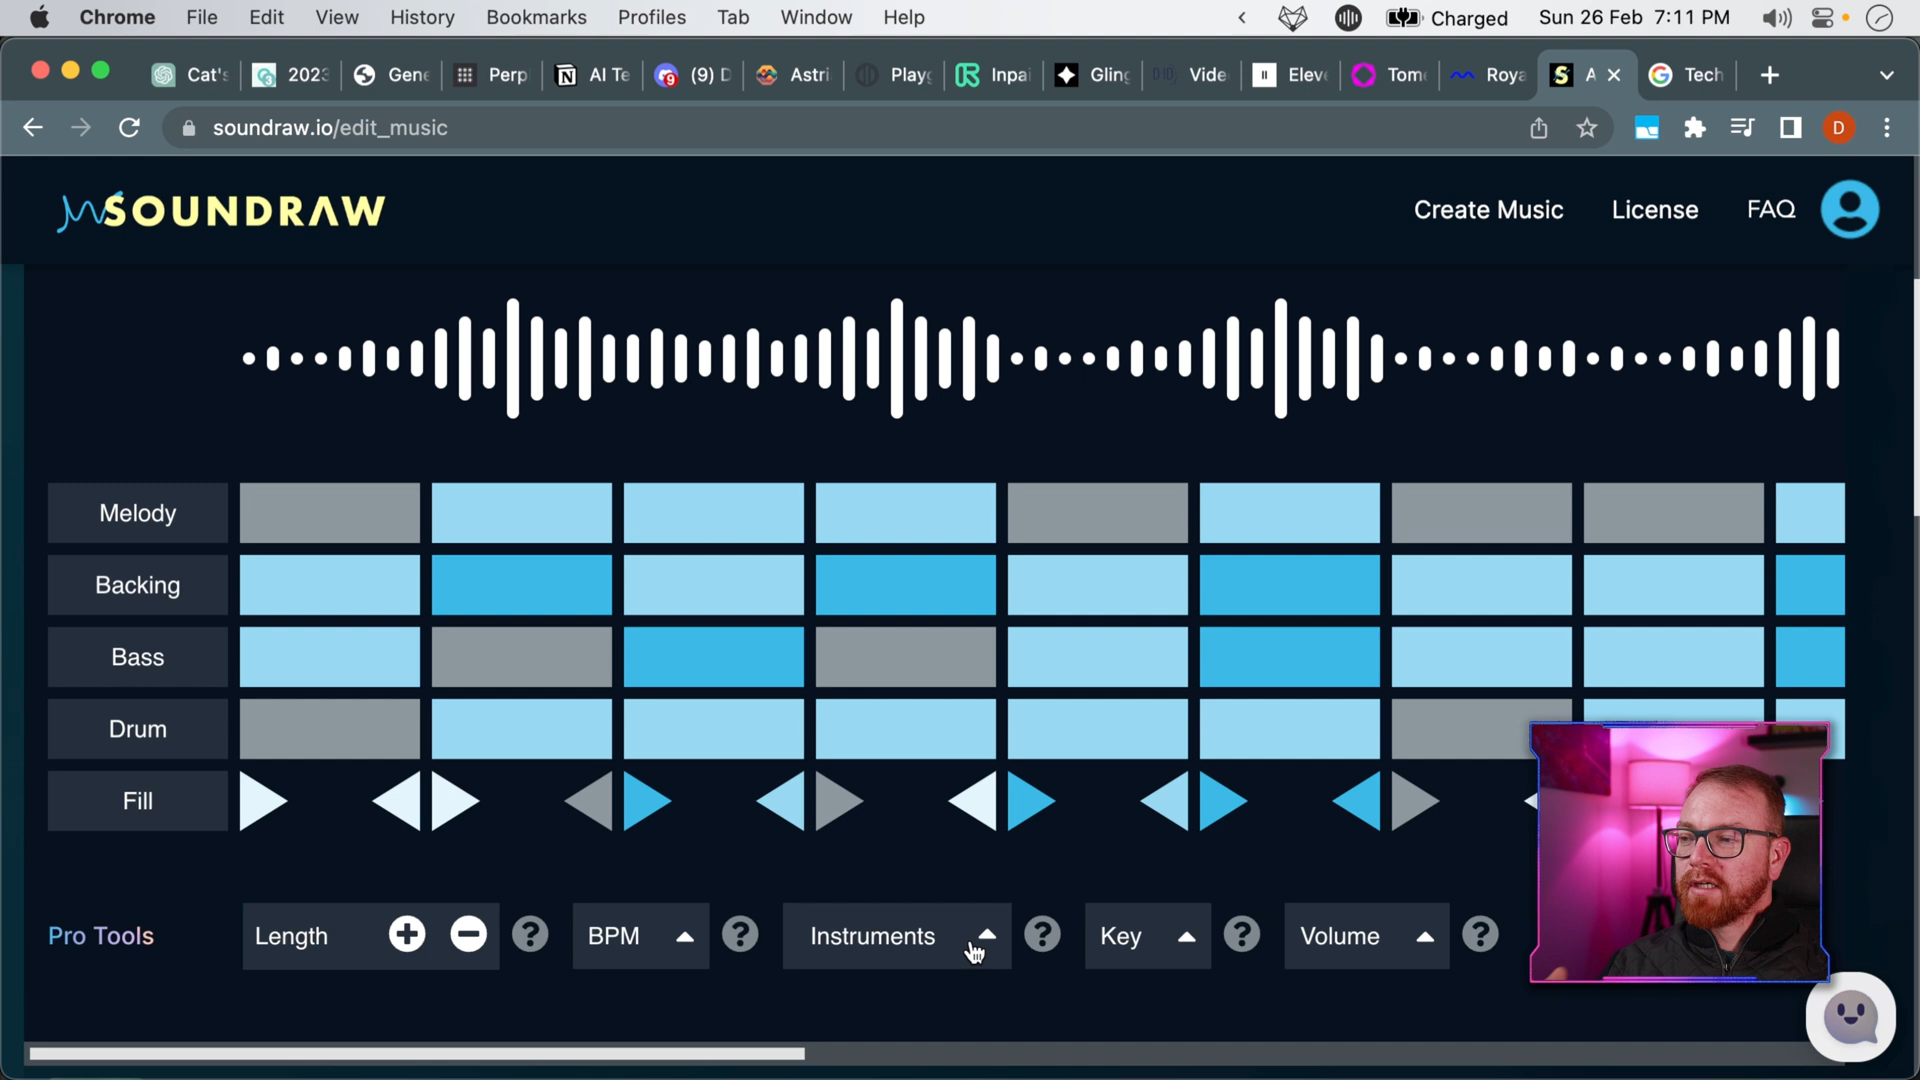 Chrome File Edit View History Bookmarks Profiles Tab Window Help Charged Sun 26 Feb 7:11 PM
Cat's 2023 Gene Perp AI Te (9) D Astri Play Inpai Gling Vide Eleve Tom Roya A Tech
soundraw.io/edit_music D
SOUNDRAW Create Music License FAQ
Melody
Backing
Bass
Drum
Fill
Pro Tools Length ? BPM ? Instruments ? Key ? Volume ?